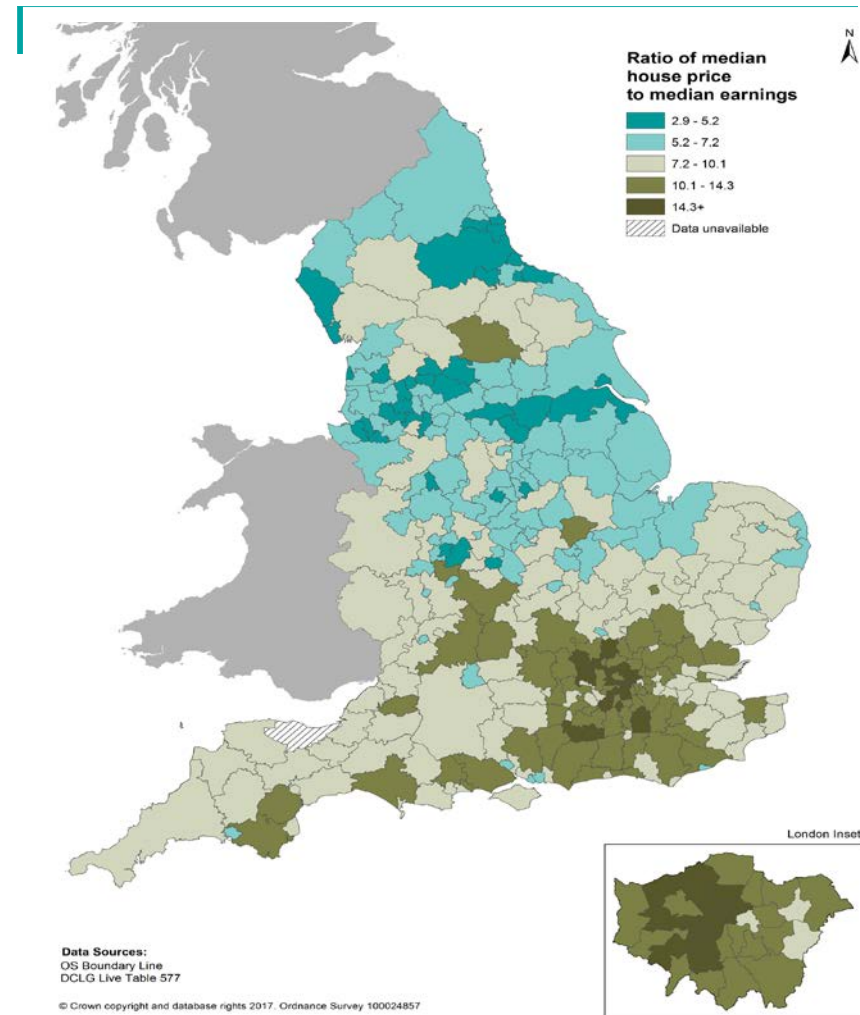 N
Ratio of median
house price
to median earnings
2.9 - 5.2
5.2 - 7.2
7.2 - 10.1
10.1 - 14.3
14.3+
Data unavailable
London Inset
Data Sources:
OS Boundary Line
DCLG Live Table 577
© Crown copyright and database rights 2017. Ordnance Survey 100024857